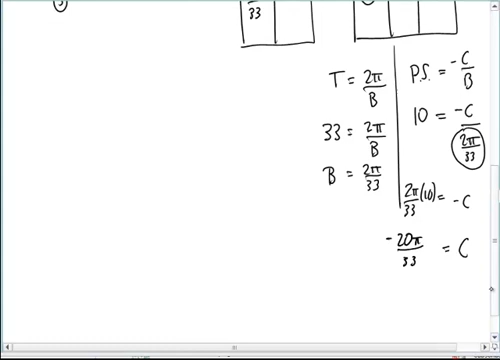 33
T = 2π/B
33 = 2π/B
B = 2π/33
P.S. = -C/B
10 = -C/(2π/33)
2π/33 (10) = -C
-20π/33 = C